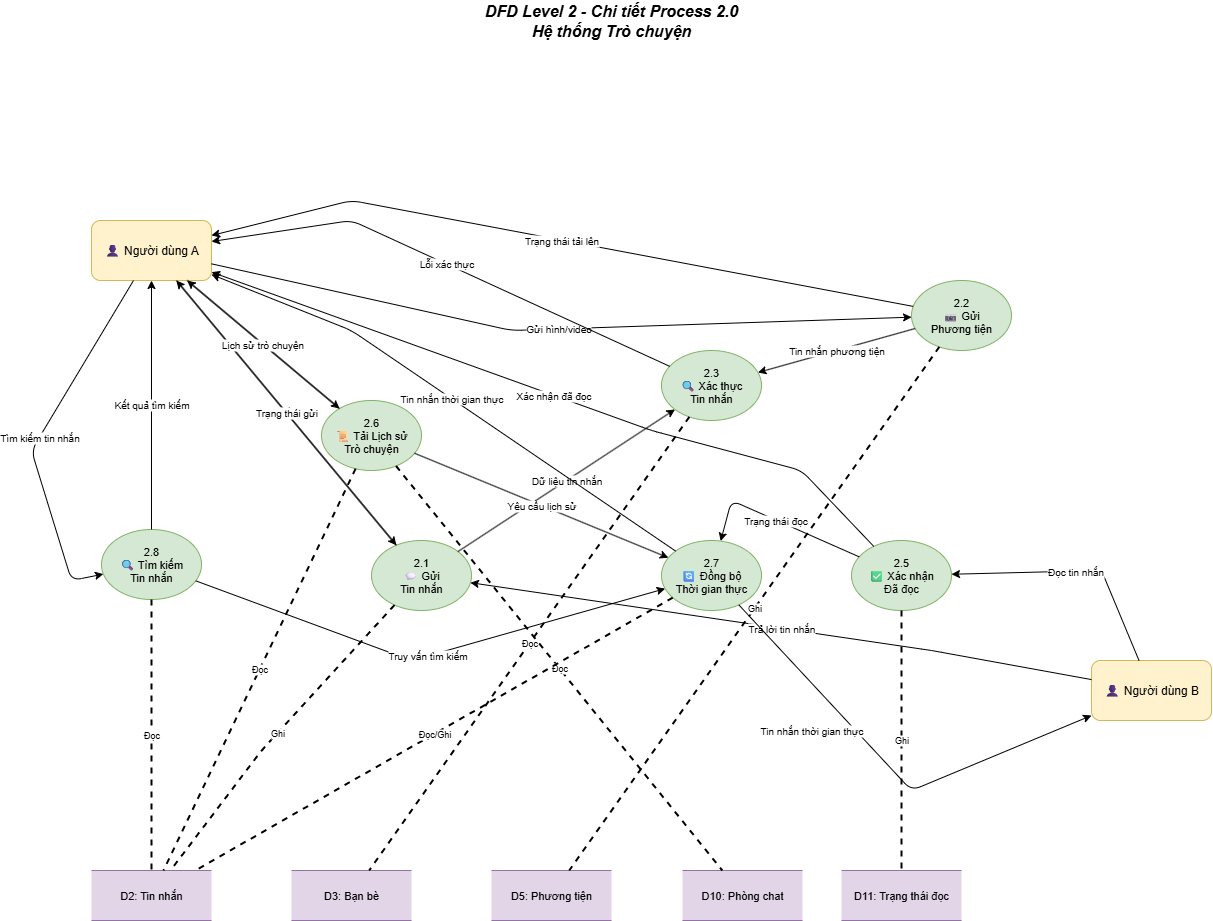 DFD Level 2 - Chi tiết Process 2.0
Hệ thống Trò chuyện
Trạng thái tải lên
Người dùng A
Lỗi xác thực
2.2
Gửi
Phương tiện
Gửi hình/video
Lịch sử trò chuyện
Tin nhắn phương tiện
2.3
Xác thực
Tin nhắn
Kết quả tìm kiếm
Trạng thái gửi
Tin nhắn thời gian thực
Xác nhận đã đọc
2.6
Tải Lịch sử
Trò chuyện
Tìm kiếm tin nhắn
Dữ liệu tin nhắn
Yêu cầu lịch sử
Trạng thái đọc
2.8
Tìm kiếm
Tin nhắn
2.1
Gửi
Tin nhắn
2.7
Đồng bộ
Thời gian thực
2.5
Xác nhận
Đã đọc
Đọc tin nhắn
Ghi
Trả lời tin nhắn
Đọc
Truy vấn tìm kiếm
Đọc
Đọc
Người dùng B
Đọc
Ghi
Đọc/Ghi
Tin nhắn thời gian thực
Ghi
D2: Tin nhắn
D3: Bạn bè
D5: Phương tiện
D10: Phòng chat
D11: Trạng thái đọc